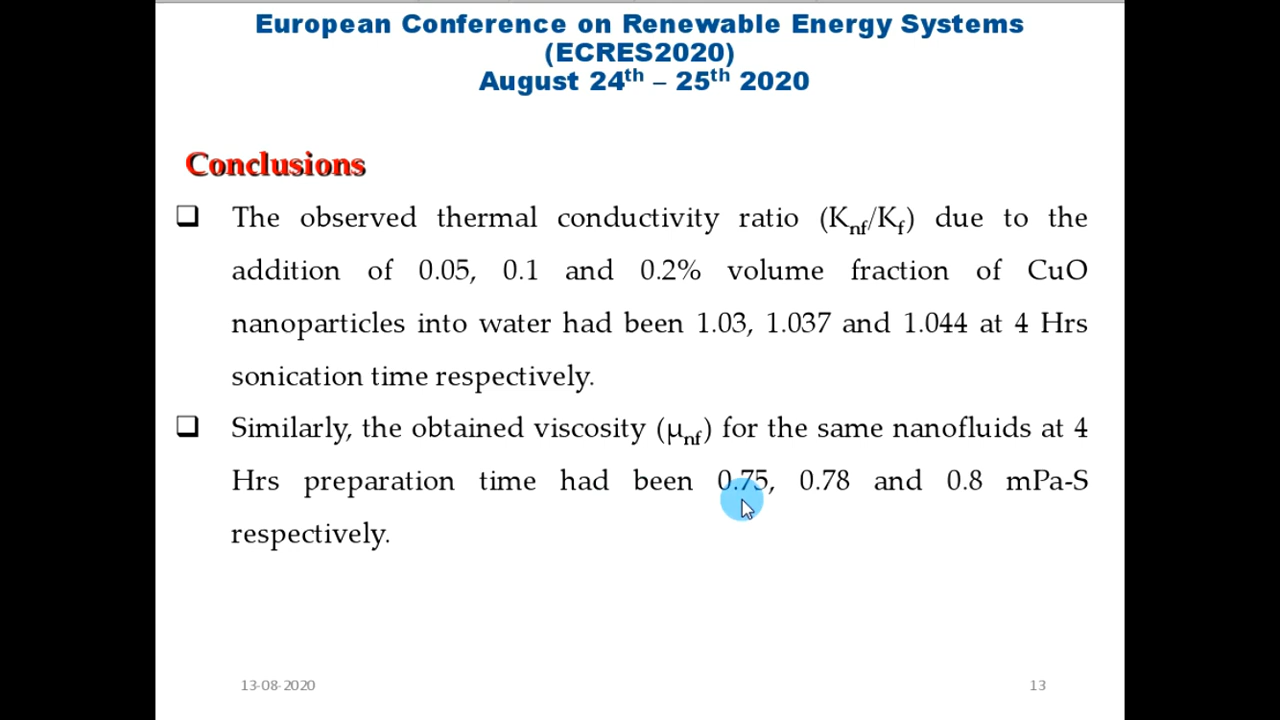 European Conference on Renewable Energy Systems
(ECRES2020)
August 24th – 25th 2020
Conclusions
❑ The observed thermal conductivity ratio (Knf/Kf) due to the
addition of 0.05, 0.1 and 0.2% volume fraction of CuO
nanoparticles into water had been 1.03, 1.037 and 1.044 at 4 Hrs
sonication time respectively.
❑ Similarly, the obtained viscosity (μnf) for the same nanofluids at 4
Hrs preparation time had been 0.75, 0.78 and 0.8 mPa-S
respectively.
13-08-2020
13